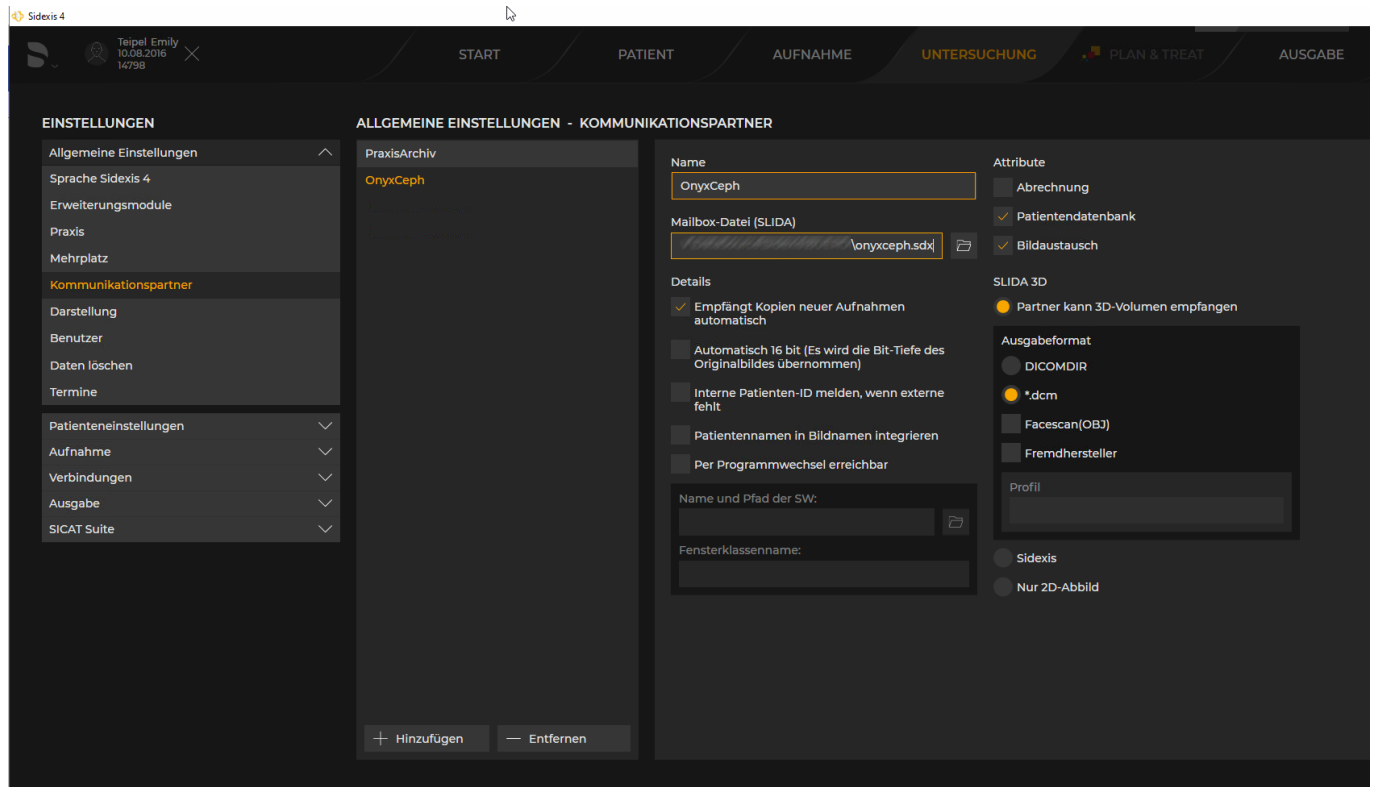 Sidexis 4
Teipel Emily
10.08.2016
14798
START
PATIENT
AUFNAHME
UNTERSUCHUNG
PLAN & TREAT
AUSGABE
EINSTELLUNGEN
Allgemeine Einstellungen
Sprache Sidexis 4
Erweiterungsmodule
Praxis
Mehrplatz
Kommunikationspartner
Darstellung
Benutzer
Daten löschen
Termine
Patienteneinstellungen
Aufnahme
Verbindungen
Ausgabe
SICAT Suite
ALLGEMEINE EINSTELLUNGEN - KOMMUNIKATIONSPARTNER
PraxisArchiv
OnyxCeph
Hinzufügen
Entfernen
Name
OnyxCeph
Mailbox-Datei (SLIDA)
\onyxceph.sdx
Details
Empfängt Kopien neuer Aufnahmen
automatisch
Automatisch 16 bit (Es wird die Bit-Tiefe des
Originalbildes übernommen)
Interne Patienten-ID melden, wenn externe
fehlt
Patientennamen in Bildnamen integrieren
Per Programmwechsel erreichbar
Name und Pfad der SW:
Fensterklassenname:
Attribute
Abrechnung
Patientendatenbank
Bildaustausch
SLIDA 3D
Partner kann 3D-Volumen empfangen
Ausgabeformat
DICOMDIR
*.dcm
Facescan(OBJ)
Fremdhersteller
Profil
Sidexis
Nur 2D-Abbild